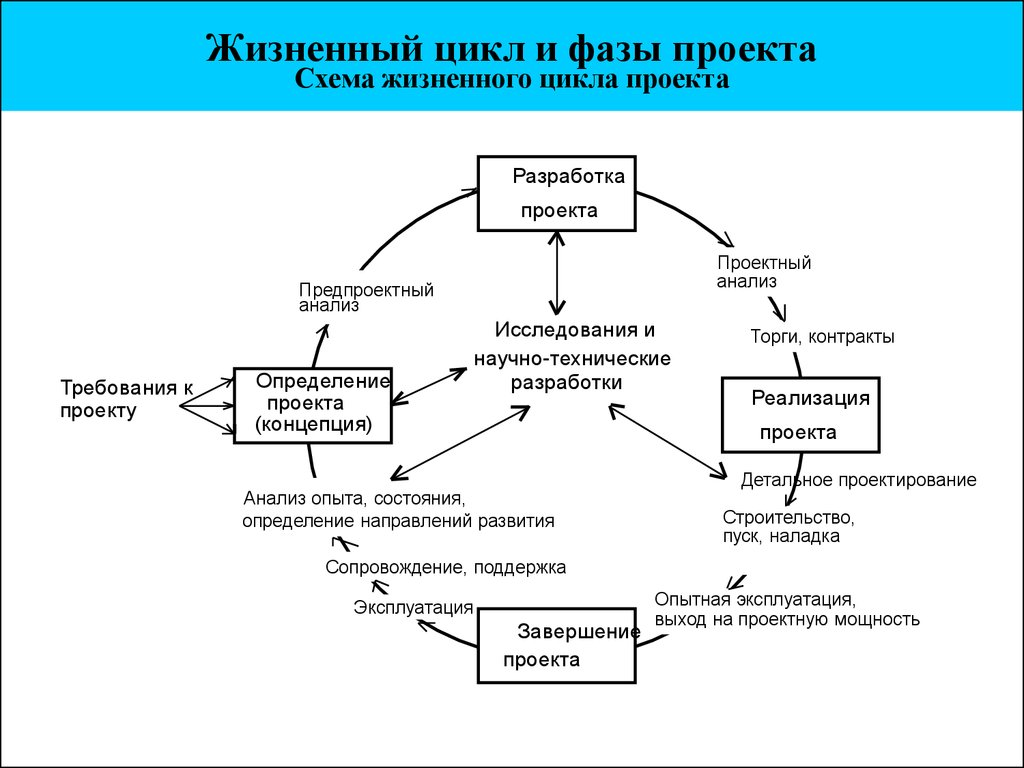 Жизненный цикл и фазы проекта
Схема жизненного цикла проекта
Разработка
проекта
Проектный
анализ
Предпроектный
анализ
Исследования и
научно-технические
разработки
Торги, контракты
Требования к
проекту
Определение
проекта
(концепция)
Реализация
проекта
Детальное проектирование
Анализ опыта, состояния,
определение направлений развития
Строительство,
пуск, наладка
Сопровождение, поддержка
Эксплуатация
Опытная эксплуатация,
выход на проектную мощность
Завершение
проекта